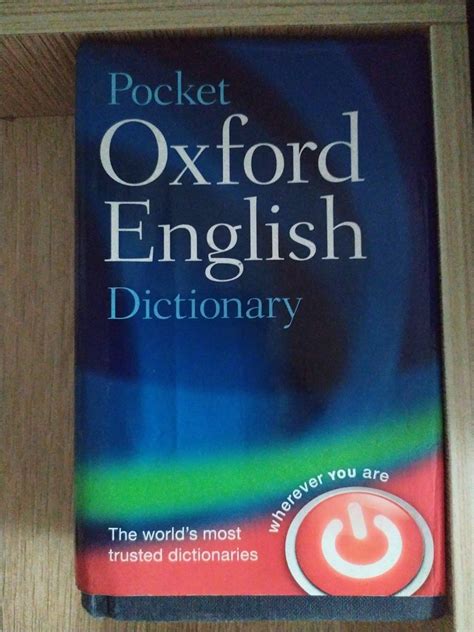 Pocket
Oxford
English
Dictionary
wherever YOU are
The world's most
trusted dictionaries